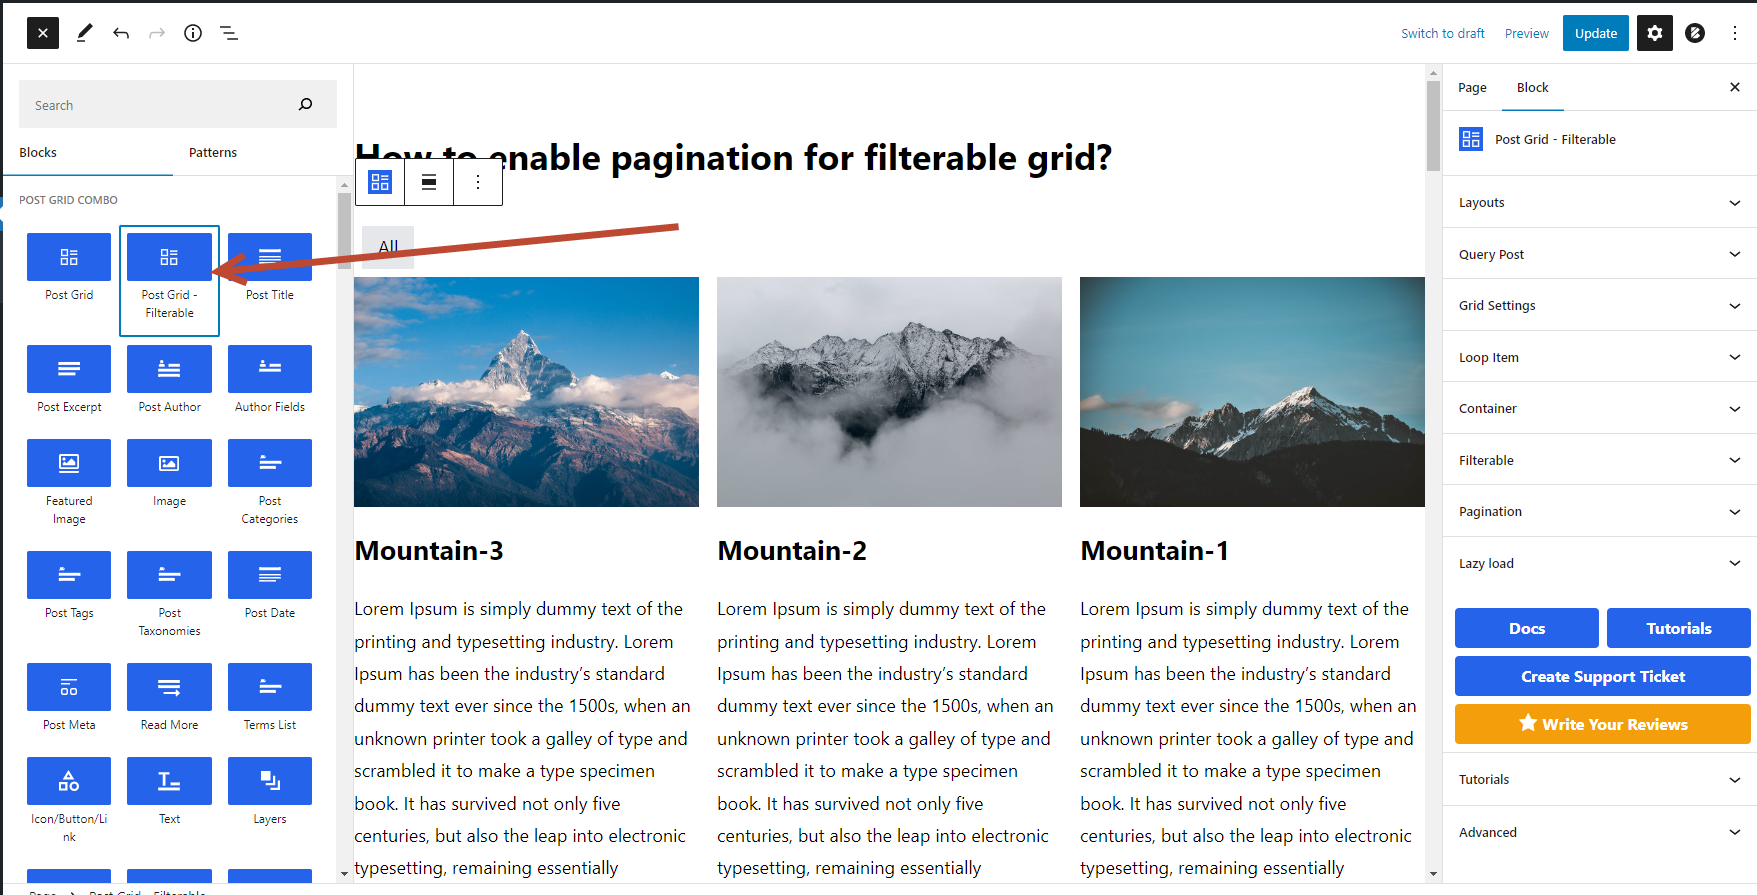 Switch to draft
Preview
Update
Search
Blocks
Patterns
POST GRID COMBO
Post Grid
Post Grid -
Filterable
Post Title
Post Excerpt
Post Author
Author Fields
Featured
Image
Image
Post
Categories
Post Tags
Post
Taxonomies
Post Date
Post Meta
Read More
Terms List
Icon/Button/Li
nk
Text
Layers
How to enable pagination for filterable grid?
All
Mountain-3
Lorem Ipsum is simply dummy text of the
printing and typesetting industry. Lorem
Ipsum has been the industry’s standard
dummy text ever since the 1500s, when an
unknown printer took a galley of type and
scrambled it to make a type specimen
book. It has survived not only five
centuries, but also the leap into electronic
typesetting, remaining essentially
Mountain-2
Lorem Ipsum is simply dummy text of the
printing and typesetting industry. Lorem
Ipsum has been the industry’s standard
dummy text ever since the 1500s, when an
unknown printer took a galley of type and
scrambled it to make a type specimen
book. It has survived not only five
centuries, but also the leap into electronic
typesetting, remaining essentially
Mountain-1
Lorem Ipsum is simply dummy text of the
printing and typesetting industry. Lorem
Ipsum has been the industry’s standard
dummy text ever since the 1500s, when an
unknown printer took a galley of type and
scrambled it to make a type specimen
book. It has survived not only five
centuries, but also the leap into electronic
typesetting, remaining essentially
Page
Block
Post Grid - Filterable
Layouts
Query Post
Grid Settings
Loop Item
Container
Filterable
Pagination
Lazy load
Docs
Tutorials
Create Support Ticket
Write Your Reviews
Tutorials
Advanced
Page
Post Grid - Filterable